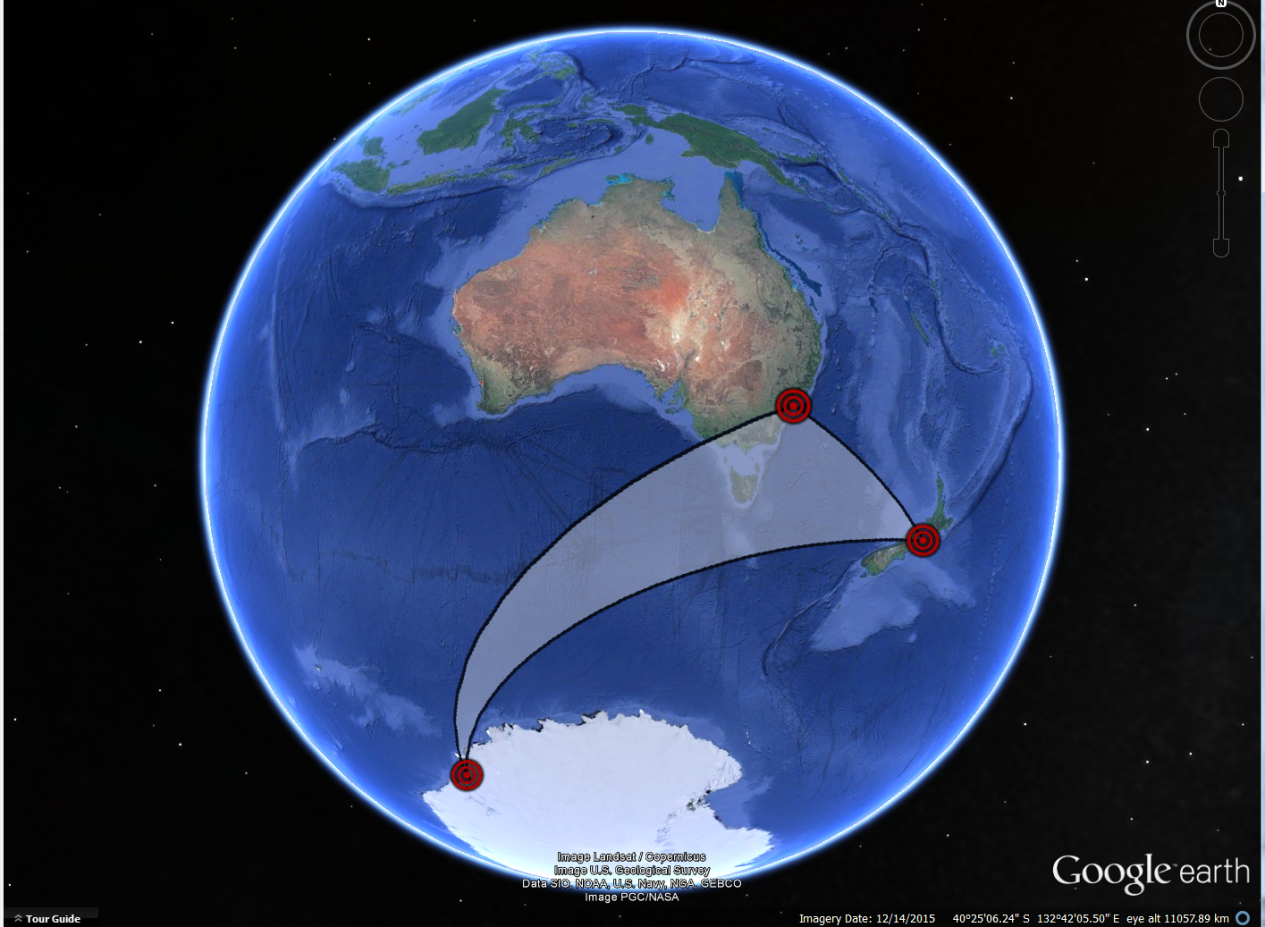 N
Image Landsat / Copernicus
Image U.S. Geological Survey
Data SIO, NOAA, U.S. Navy, NGA, GEBCO
Image PGC/NASA
Google earth
Tour Guide
Imagery Date: 12/14/2015 40°25'06.24" S 132°42'05.50" E eye alt 11057.89 km